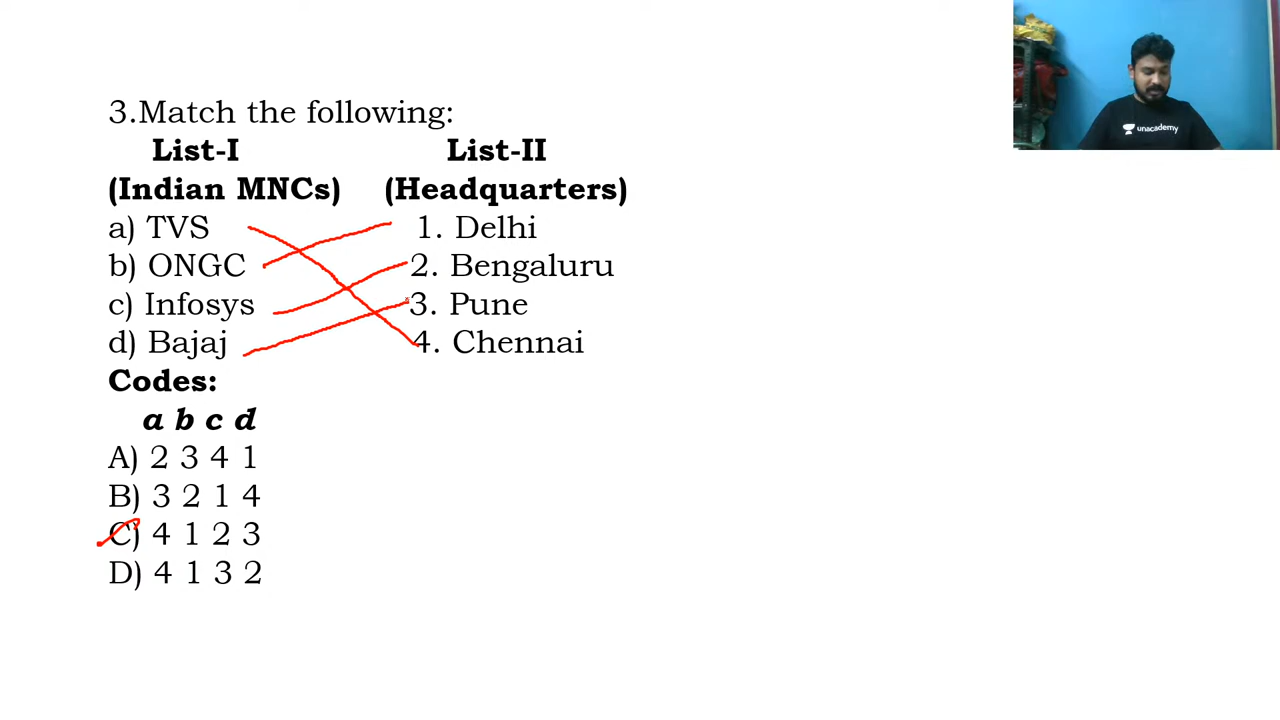 3.Match the following:
List-I List-II
(Indian MNCs) (Headquarters)
a) TVS 1. Delhi
b) ONGC 2. Bengaluru
c) Infosys 3. Pune
d) Bajaj 4. Chennai
Codes:
a b c d
A) 2 3 4 1
B) 3 2 1 4
C) 4 1 2 3
D) 4 1 3 2
unacademy